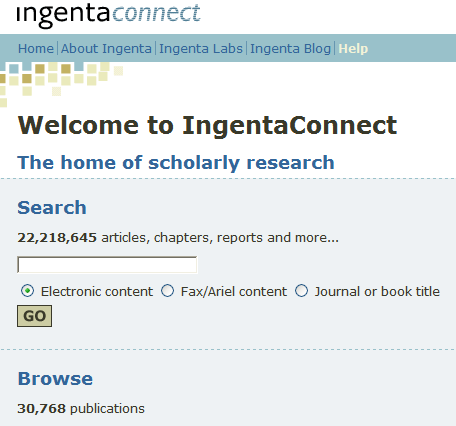 ingentaconnect
Home | About Ingenta | Ingenta Labs | Ingenta Blog | Help
Welcome to IngentaConnect
The home of scholarly research
Search
22,218,645 articles, chapters, reports and more...
Electronic content Fax/Ariel content Journal or book title
GO
Browse
30,768 publications